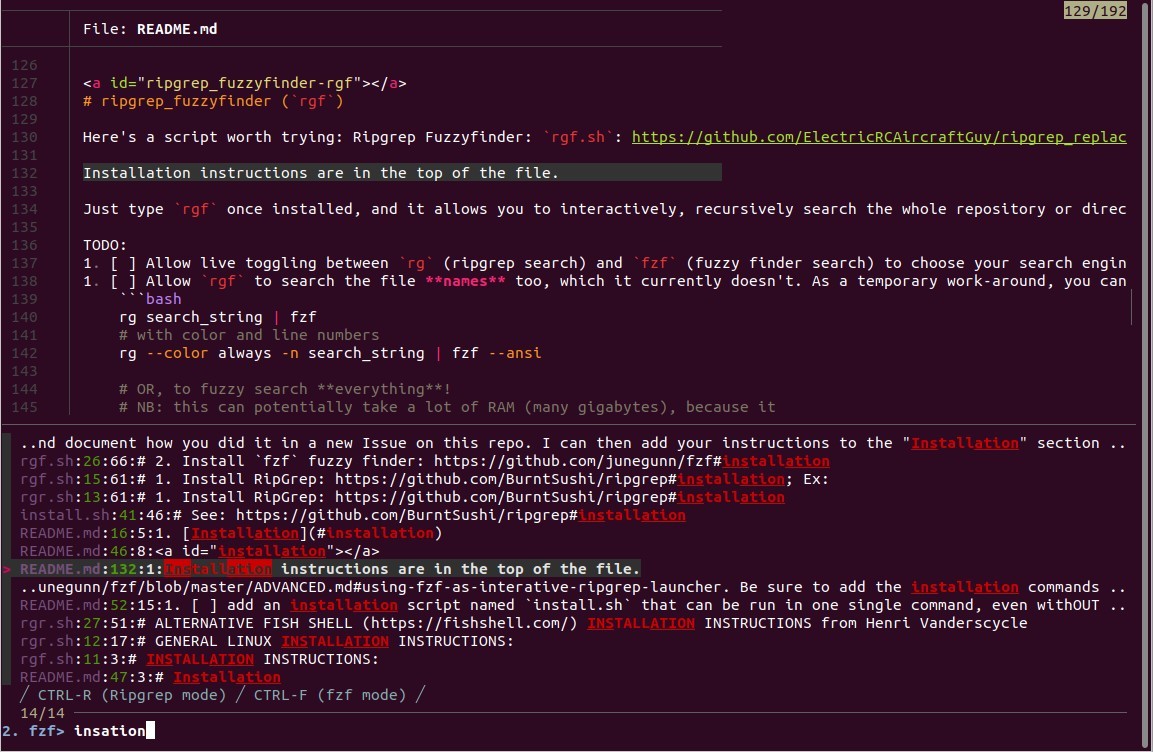 129/192
File: README.md
126
127 <a id="ripgrep_fuzzyfinder-rgf"></a>
128 # ripgrep_fuzzyfinder (`rgf`)
129
130 Here's a script worth trying: Ripgrep Fuzzyfinder: `rgf.sh`: https://github.com/ElectricRCAircraftGuy/ripgrep_replac
131
132 Installation instructions are in the top of the file.
133
134 Just type `rgf` once installed, and it allows you to interactively, recursively search the whole repository or direc
135
136 TODO:
137 1. [ ] Allow live toggling between `rg` (ripgrep search) and `fzf` (fuzzy finder search) to choose your search engin
138 1. [ ] Allow `rgf` to search the file **names** too, which it currently doesn't. As a temporary work-around, you can
139 ```bash
140 rg search_string | fzf
141 # with color and line numbers
142 rg --color always -n search_string | fzf --ansi
143
144 # OR, to fuzzy search **everything**!
145 # NB: this can potentially take a lot of RAM (many gigabytes), because it
..nd document how you did it in a new Issue on this repo. I can then add your instructions to the "Installation" section ..
rgf.sh:26:66:# 2. Install `fzf` fuzzy finder: https://github.com/junegunn/fzf#installation
rgf.sh:15:61:# 1. Install RipGrep: https://github.com/BurntSushi/ripgrep#installation; Ex:
rgr.sh:13:61:# 1. Install RipGrep: https://github.com/BurntSushi/ripgrep#installation
install.sh:41:46:# See: https://github.com/BurntSushi/ripgrep#installation
README.md:16:5:1. [Installation](#installation)
README.md:46:8:<a id="installation"></a>
> README.md:132:1:Installation instructions are in the top of the file.
..unegunn/fzf/blob/master/ADVANCED.md#using-fzf-as-interative-ripgrep-launcher. Be sure to add the installation commands ..
README.md:52:15:1. [ ] add an installation script named `install.sh` that can be run in one single command, even withOUT ..
rgr.sh:27:51:# ALTERNATIVE FISH SHELL (https://fishshell.com/) INSTALLATION INSTRUCTIONS from Henri Vanderscycle
rgr.sh:12:17:# GENERAL LINUX INSTALLATION INSTRUCTIONS:
rgf.sh:11:3:# INSTALLATION INSTRUCTIONS:
README.md:47:3:# Installation
╱ CTRL-R (Ripgrep mode) ╱ CTRL-F (fzf mode) ╱
14/14
2. fzf> insation